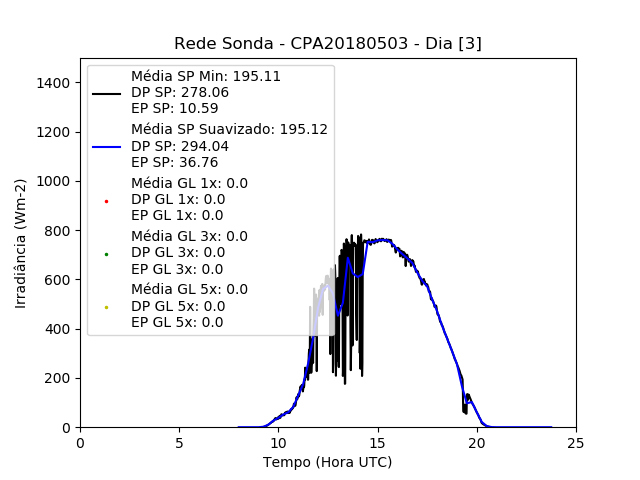 Rede Sonda - CPA20180503 - Dia [3]
Média SP Min: 195.11
DP SP: 278.06
EP SP: 10.59
Média SP Suavizado: 195.12
DP SP: 294.04
EP SP: 36.76
Média GL 1x: 0.0
DP GL 1x: 0.0
EP GL 1x: 0.0
Média GL 3x: 0.0
DP GL 3x: 0.0
EP GL 3x: 0.0
Média GL 5x: 0.0
DP GL 5x: 0.0
EP GL 5x: 0.0
Irradiância (Wm-2)
1400
1200
1000
800
600
400
200
0
0 5 10 15 20 25
Tempo (Hora UTC)